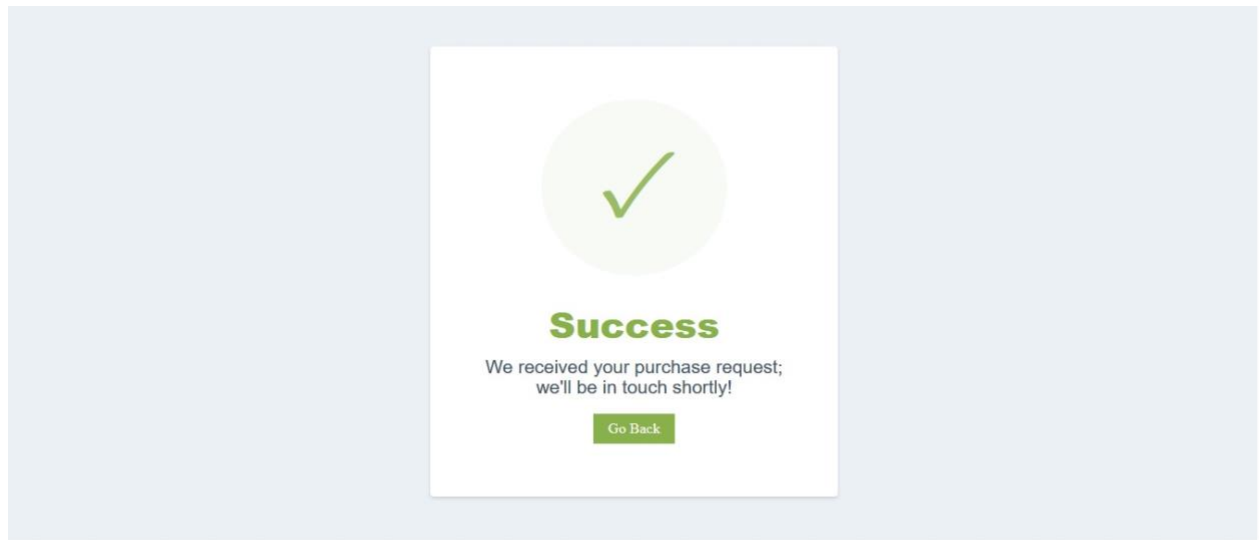 Success
We received your purchase request;
we'll be in touch shortly!
Go Back